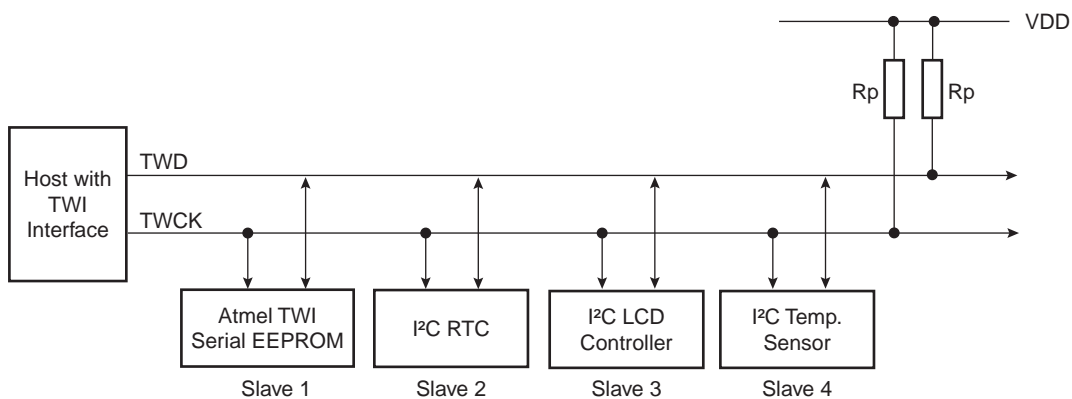 VDD
Rp
Rp
Host with
TWI
Interface
TWD
TWCK
Atmel TWI
Serial EEPROM
I²C RTC
I²C LCD
Controller
I²C Temp.
Sensor
Slave 1
Slave 2
Slave 3
Slave 4